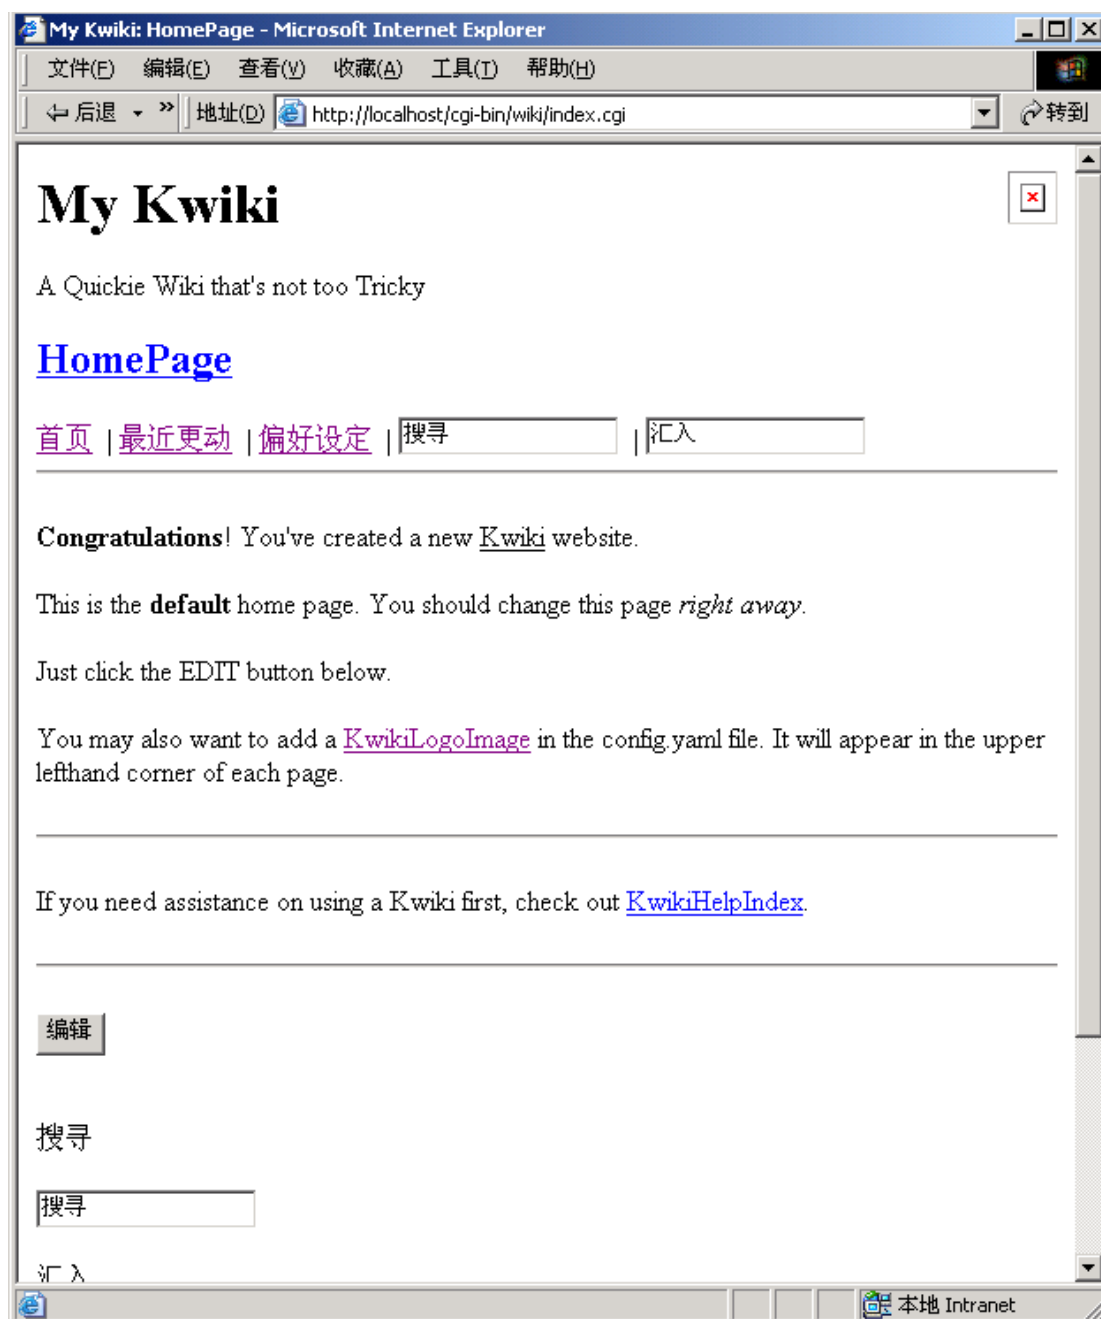 My Kwiki: HomePage - Microsoft Internet Explorer
文件(F) 编辑(E) 查看(V) 收藏(A) 工具(T) 帮助(H)
后退 » 地址(D) http://localhost/cgi-bin/wiki/index.cgi 转到
My Kwiki
A Quickie Wiki that's not too Tricky
HomePage
首页 | 最近更动 | 偏好设定 | 搜寻 | 汇入
Congratulations! You've created a new Kwiki website.
This is the default home page. You should change this page right away.
Just click the EDIT button below.
You may also want to add a KwikiLogoImage in the config.yaml file. It will appear in the upper
lefthand corner of each page.
If you need assistance on using a Kwiki first, check out KwikiHelpIndex.
编辑
搜寻
搜寻
汇入
本地 Intranet